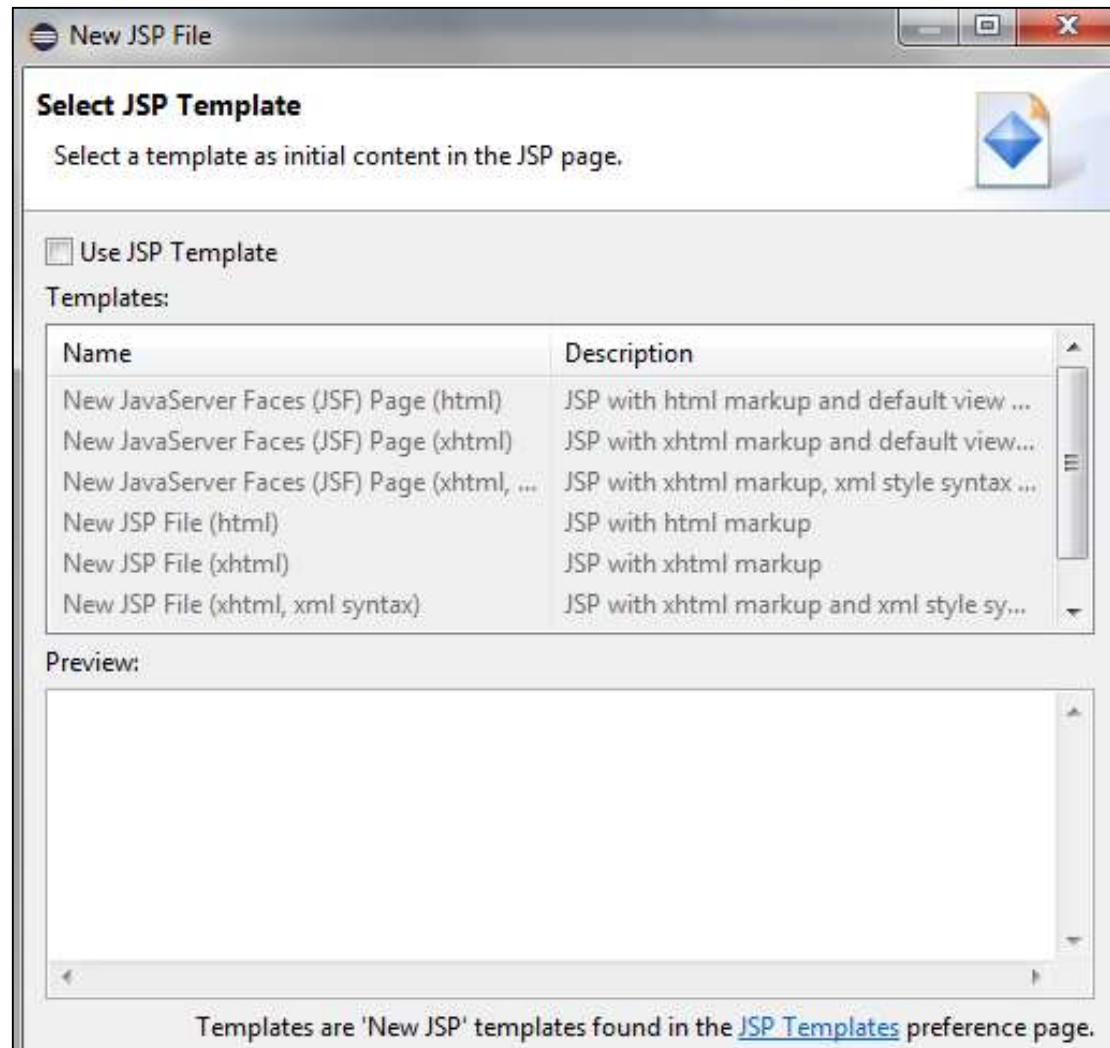 New JSP File
Select JSP Template
Select a template as initial content in the JSP page.
Use JSP Template
Templates:
Name Description
New JavaServer Faces (JSF) Page (html) JSP with html markup and default view ...
New JavaServer Faces (JSF) Page (xhtml) JSP with xhtml markup and default view...
New JavaServer Faces (JSF) Page (xhtml, ... JSP with xhtml markup, xml style syntax ...
New JSP File (html) JSP with html markup
New JSP File (xhtml) JSP with xhtml markup
New JSP File (xhtml, xml syntax) JSP with xhtml markup and xml style sy...
Preview:
Templates are 'New JSP' templates found in the JSP Templates preference page.